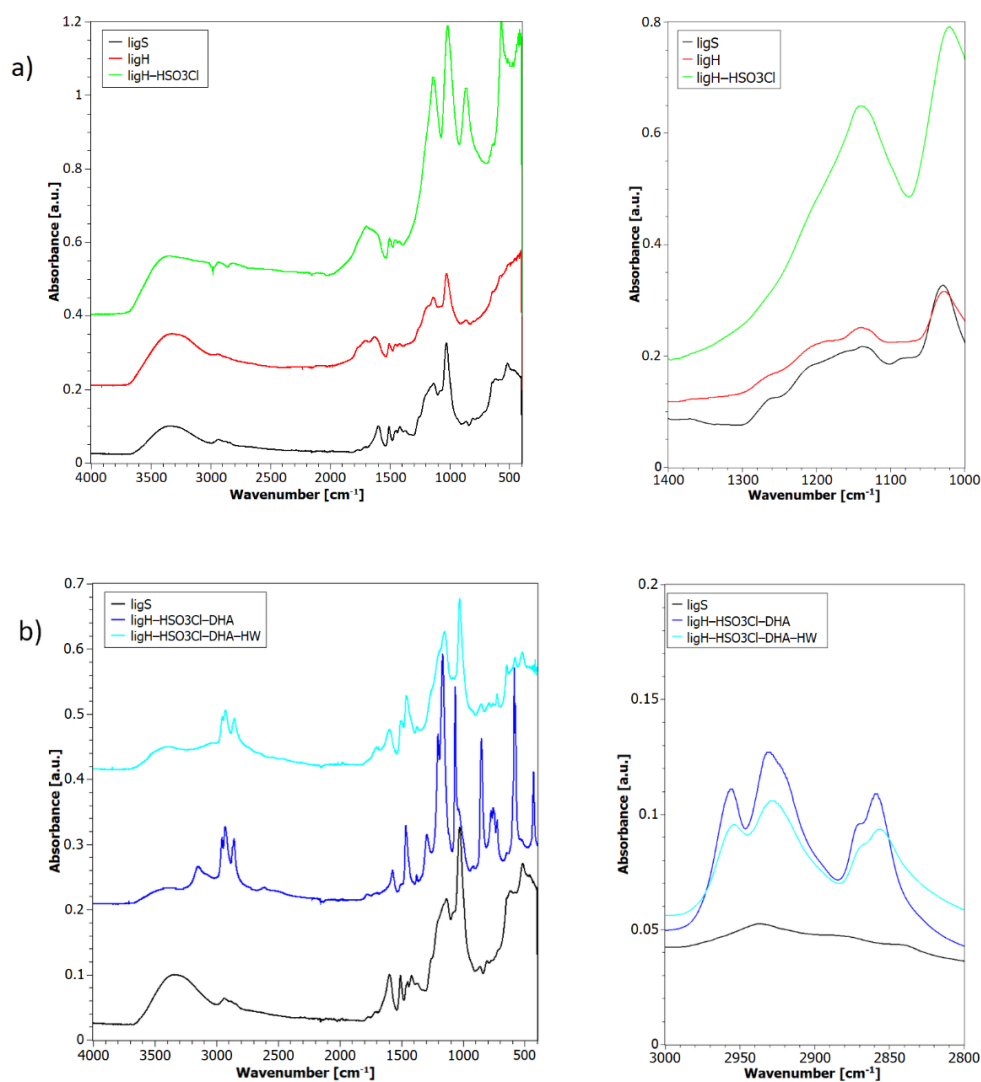 a)
ligS
ligH
ligH–HSO3Cl
Absorbance [a.u.]
1.2
1
0.8
0.6
0.4
0.2
0
4000 3500 3000 2500 2000 1500 1000 500
Wavenumber [cm⁻¹]
ligS
ligH
ligH–HSO3Cl
Absorbance [a.u.]
0.8
0.6
0.4
0.2
0
1400 1300 1200 1100 1000
Wavenumber [cm⁻¹]
b)
ligS
ligH–HSO3Cl–DHA
ligH–HSO3Cl–DHA–HW
Absorbance [a.u.]
0.7
0.6
0.5
0.4
0.3
0.2
0.1
0
4000 3500 3000 2500 2000 1500 1000 500
Wavenumber [cm⁻¹]
ligS
ligH–HSO3Cl–DHA
ligH–HSO3Cl–DHA–HW
Absorbance [a.u.]
0.2
0.15
0.1
0.05
0
3000 2950 2900 2850 2800
Wavenumber [cm⁻¹]